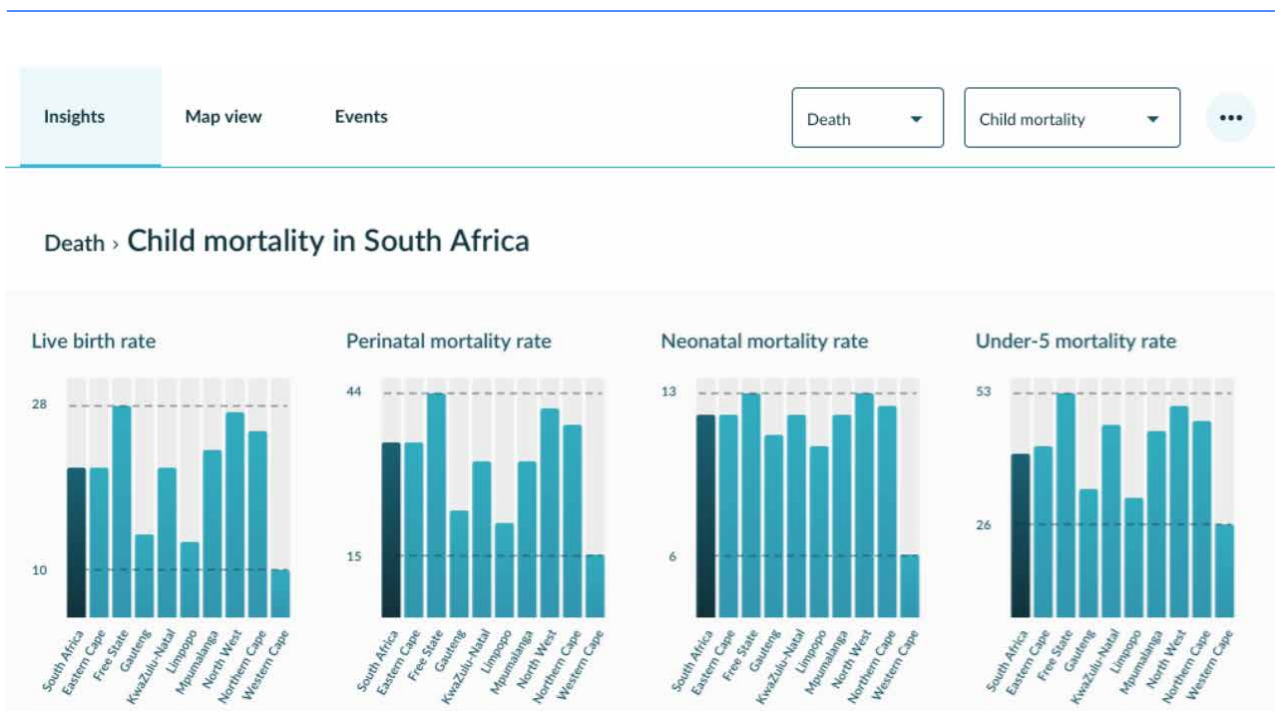 Insights Map view Events Death Child mortality
Death › Child mortality in South Africa
Live birth rate
28
10
South Africa
Eastern Cape
Free State
Gauteng
KwaZulu-Natal
Limpopo
Mpumalanga
North West
Northern Cape
Western Cape
Perinatal mortality rate
44
15
South Africa
Eastern Cape
Free State
Gauteng
KwaZulu-Natal
Limpopo
Mpumalanga
North West
Northern Cape
Western Cape
Neonatal mortality rate
13
6
South Africa
Eastern Cape
Free State
Gauteng
KwaZulu-Natal
Limpopo
Mpumalanga
North West
Northern Cape
Western Cape
Under-5 mortality rate
53
26
South Africa
Eastern Cape
Free State
Gauteng
KwaZulu-Natal
Limpopo
Mpumalanga
North West
Northern Cape
Western Cape